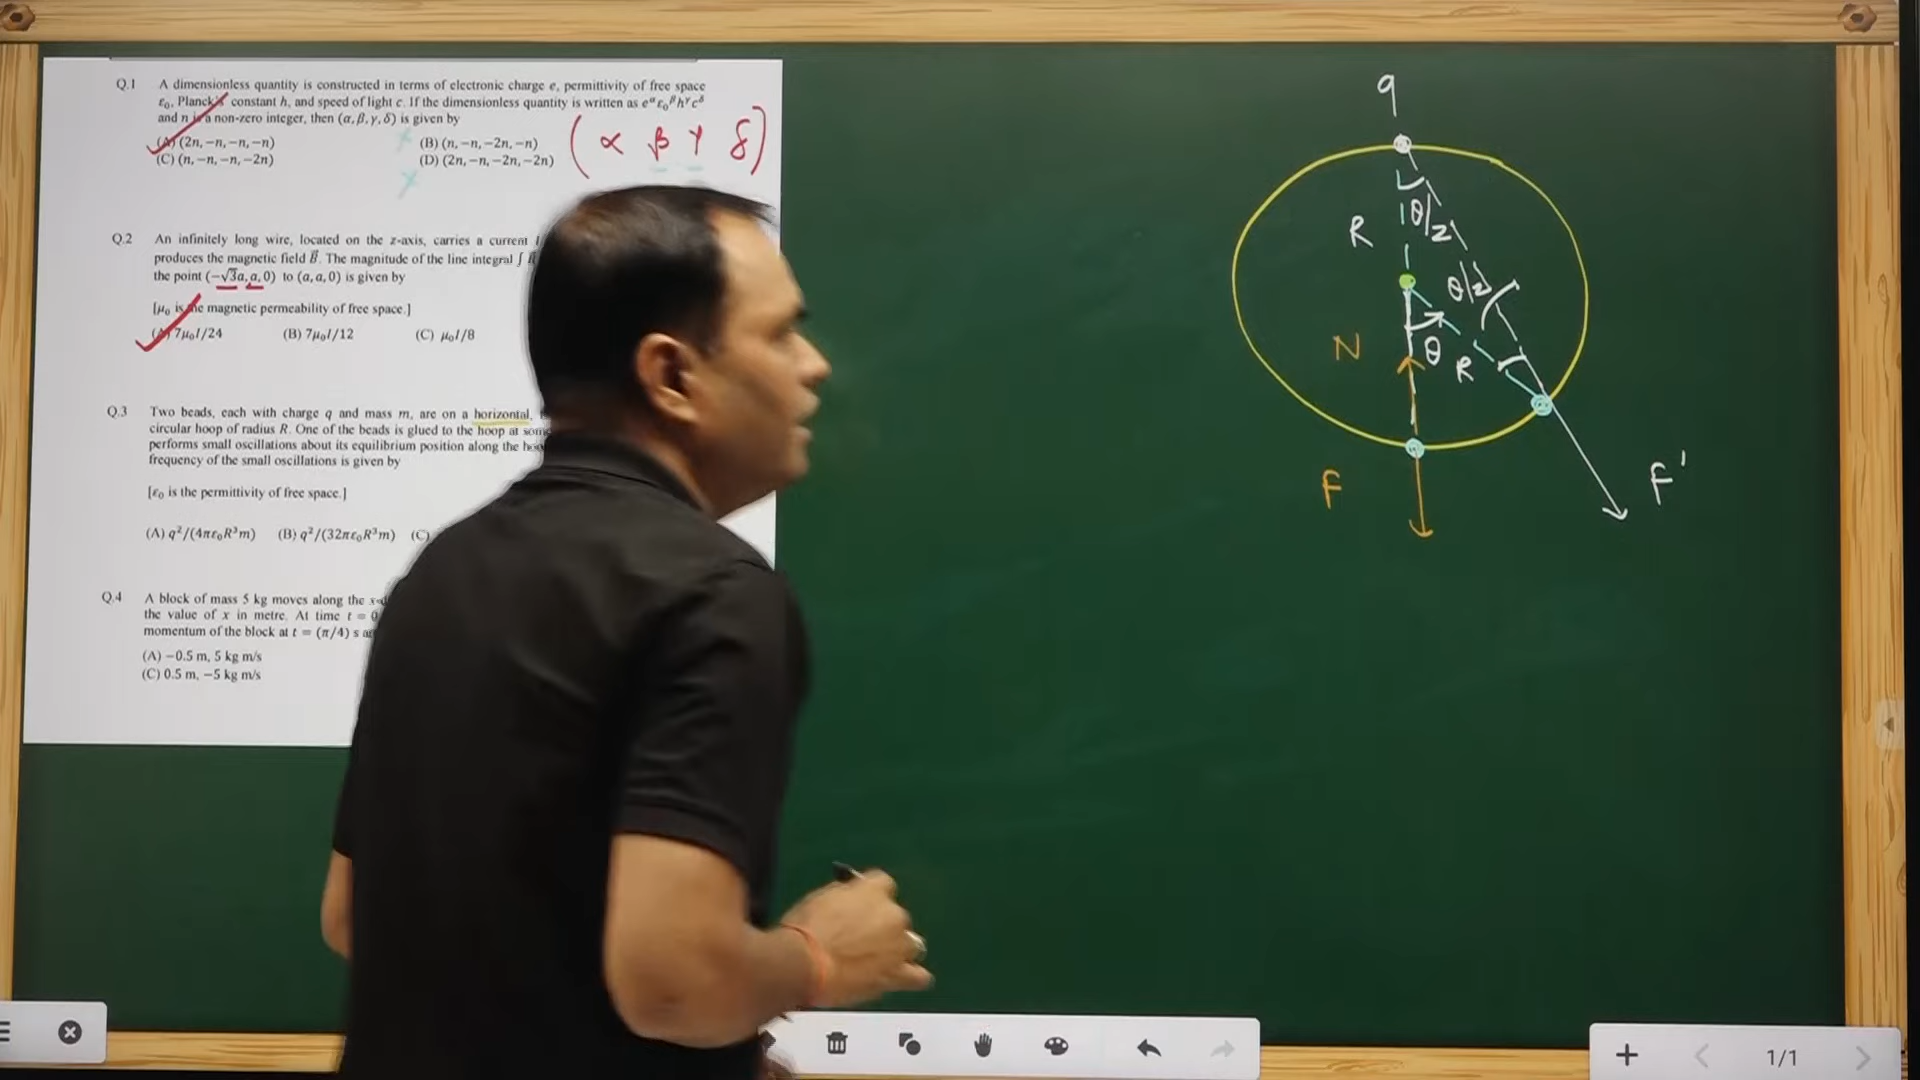 Q.1 A dimensionless quantity is constructed in terms of electronic charge e, permittivity of free space
ε₀, Planck's constant h, and speed of light c. If the dimensionless quantity is written as e^α ε₀^β h^γ c^δ
and n is a non-zero integer, then (α, β, γ, δ) is given by
(A) (2n, −n, −n, −n) (B) (n, −n, −2n, −n)
(C) (n, −n, −n, −2n) (D) (2n, −n, −2n, −2n)
(α β γ δ)
Q.2 An infinitely long wire, located on the z-axis, carries a current I
produces the magnetic field B⃗. The magnitude of the line integral ∫
the point (−√3a, a, 0) to (a, a, 0) is given by
[μ₀ is the magnetic permeability of free space.]
(A) 7μ₀I/24 (B) 7μ₀I/12 (C) μ₀I/8
Q.3 Two beads, each with charge q and mass m, are on a horizontal,
circular hoop of radius R. One of the beads is glued to the hoop at some
performs small oscillations about its equilibrium position along the
frequency of the small oscillations is given by
[ε₀ is the permittivity of free space.]
(A) q²/(4πε₀R³m) (B) q²/(32πε₀R³m) (C)
Q.4 A block of mass 5 kg moves along the
the value of x in metre. At time t = 0
momentum of the block at t = (π/4) s
(A) −0.5 m, 5 kg m/s
(C) 0.5 m, −5 kg m/s
q
R
θ/2
θ/2
N
θ
R
F
F'
1/1